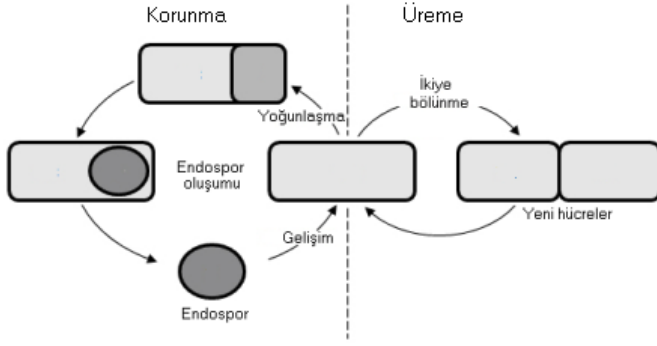 Korunma
Üreme
İkiye
bölünme
Yoğunlaşma
Endospor
oluşumu
Yeni hücreler
Gelişim
Endospor